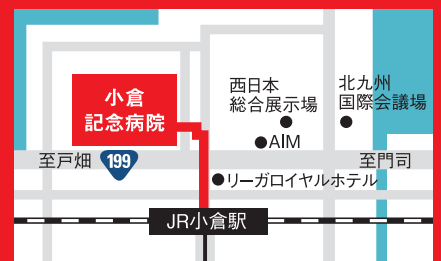 小倉
記念病院
西日本
総合展示場
北九州
国際会議場
AIM
至戸畑
199
至門司
リーガロイヤルホテル
JR小倉駅